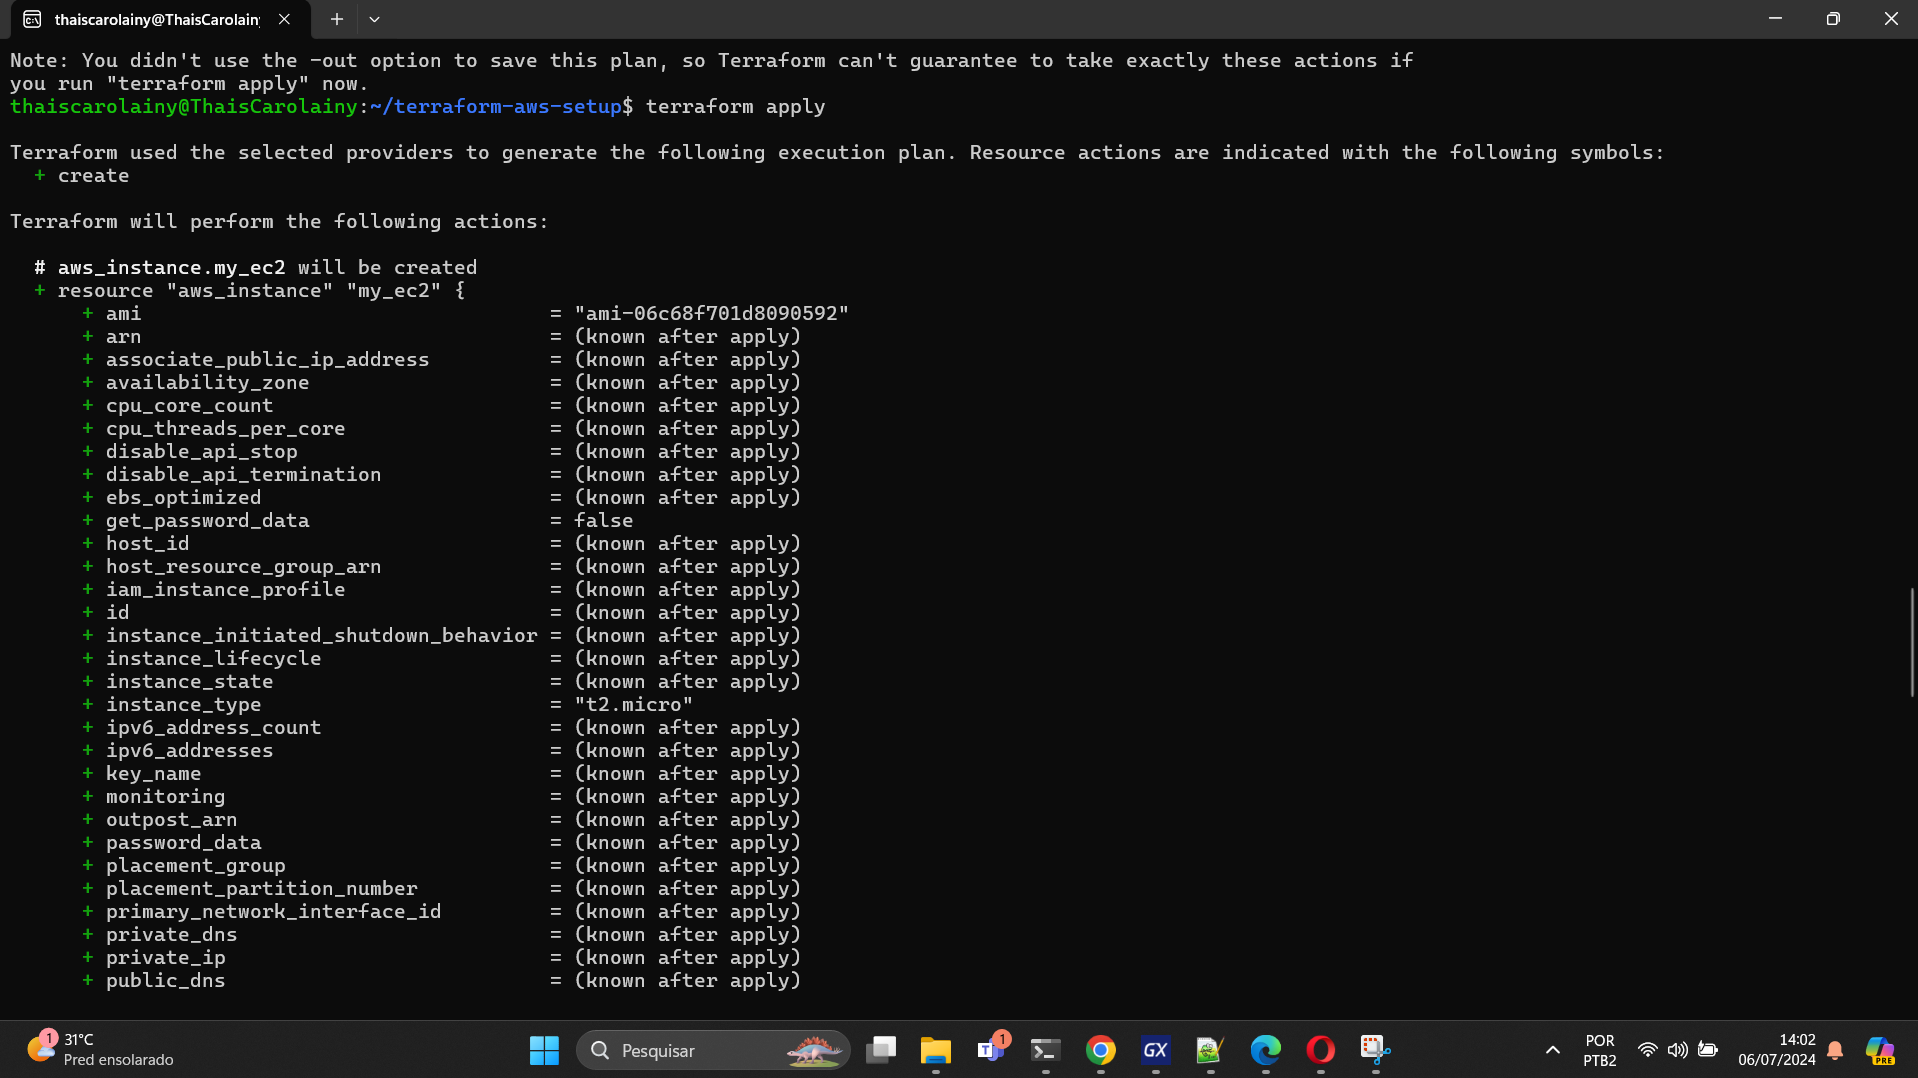 thaiscarolainy@ThaisCarolain
Note: You didn't use the -out option to save this plan, so Terraform can't guarantee to take exactly these actions if
you run "terraform apply" now.
thaiscarolainy@ThaisCarolainy:~/terraform-aws-setup$ terraform apply
Terraform used the selected providers to generate the following execution plan. Resource actions are indicated with the following symbols:
+ create
Terraform will perform the following actions:
# aws_instance.my_ec2 will be created
+ resource "aws_instance" "my_ec2" {
+ ami = "ami-06c68f701d8090592"
+ arn = (known after apply)
+ associate_public_ip_address = (known after apply)
+ availability_zone = (known after apply)
+ cpu_core_count = (known after apply)
+ cpu_threads_per_core = (known after apply)
+ disable_api_stop = (known after apply)
+ disable_api_termination = (known after apply)
+ ebs_optimized = (known after apply)
+ get_password_data = false
+ host_id = (known after apply)
+ host_resource_group_arn = (known after apply)
+ iam_instance_profile = (known after apply)
+ id = (known after apply)
+ instance_initiated_shutdown_behavior = (known after apply)
+ instance_lifecycle = (known after apply)
+ instance_state = (known after apply)
+ instance_type = "t2.micro"
+ ipv6_address_count = (known after apply)
+ ipv6_addresses = (known after apply)
+ key_name = (known after apply)
+ monitoring = (known after apply)
+ outpost_arn = (known after apply)
+ password_data = (known after apply)
+ placement_group = (known after apply)
+ placement_partition_number = (known after apply)
+ primary_network_interface_id = (known after apply)
+ private_dns = (known after apply)
+ private_ip = (known after apply)
+ public_dns = (known after apply)
1
31°C
Pred ensolarado
Pesquisar
T
1
GX
POR
PTB2
14:02
06/07/2024
PRE